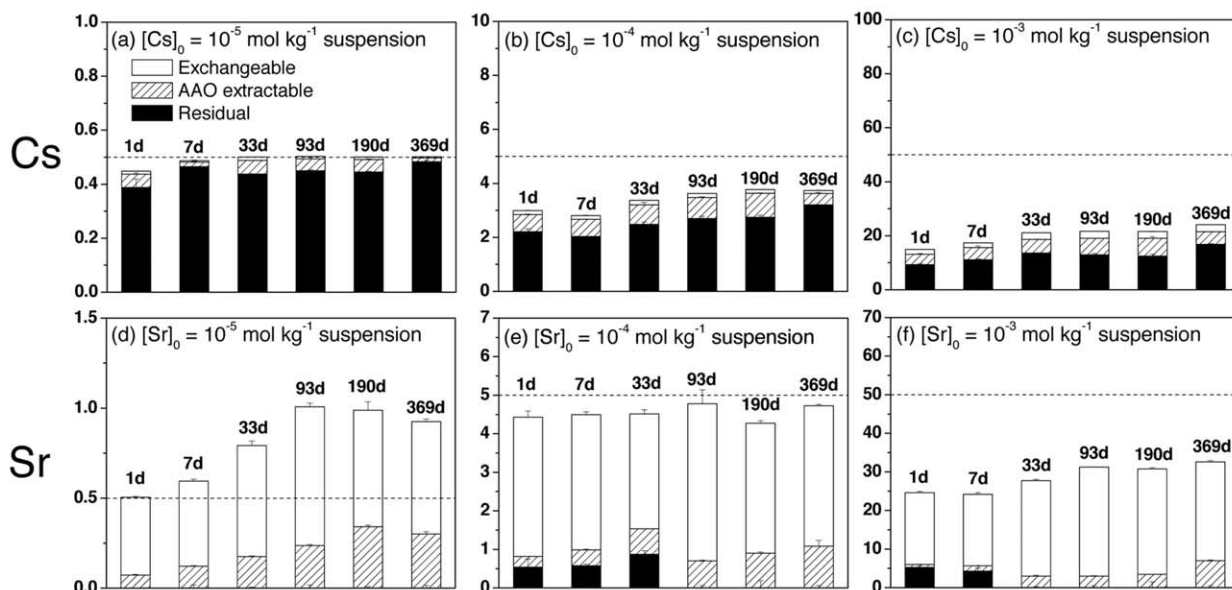 Cs
(a) [Cs]₀ = 10⁻⁵ mol kg⁻¹ suspension
Excheangeable
AAO extractable
Residual
1.0
0.8
0.6
0.4
0.2
0.0
1d 7d 33d 93d 190d 369d
(b) [Cs]₀ = 10⁻⁴ mol kg⁻¹ suspension
10
8
6
4
2
0
1d 7d 33d 93d 190d 369d
(c) [Cs]₀ = 10⁻³ mol kg⁻¹ suspension
100
80
60
40
20
0
1d 7d 33d 93d 190d 369d
Sr
(d) [Sr]₀ = 10⁻⁵ mol kg⁻¹ suspension
1.5
1.0
0.5
0.0
1d 7d 33d 93d 190d 369d
(e) [Sr]₀ = 10⁻⁴ mol kg⁻¹ suspension
7
6
5
4
3
2
1
0
1d 7d 33d 93d 190d 369d
(f) [Sr]₀ = 10⁻³ mol kg⁻¹ suspension
70
60
50
40
30
20
10
0
1d 7d 33d 93d 190d 369d